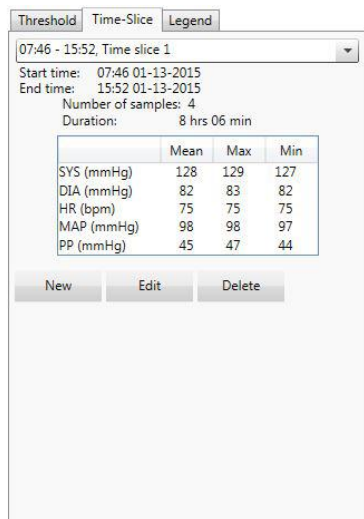 Threshold Time-Slice Legend
07:46 - 15:52, Time slice 1
Start time: 07:46 01-13-2015
End time: 15:52 01-13-2015
Number of samples: 4
Duration: 8 hrs 06 min
Mean Max Min
SYS (mmHg) 128 129 127
DIA (mmHg) 82 83 82
HR (bpm) 75 75 75
MAP (mmHg) 98 98 97
PP (mmHg) 45 47 44
New Edit Delete